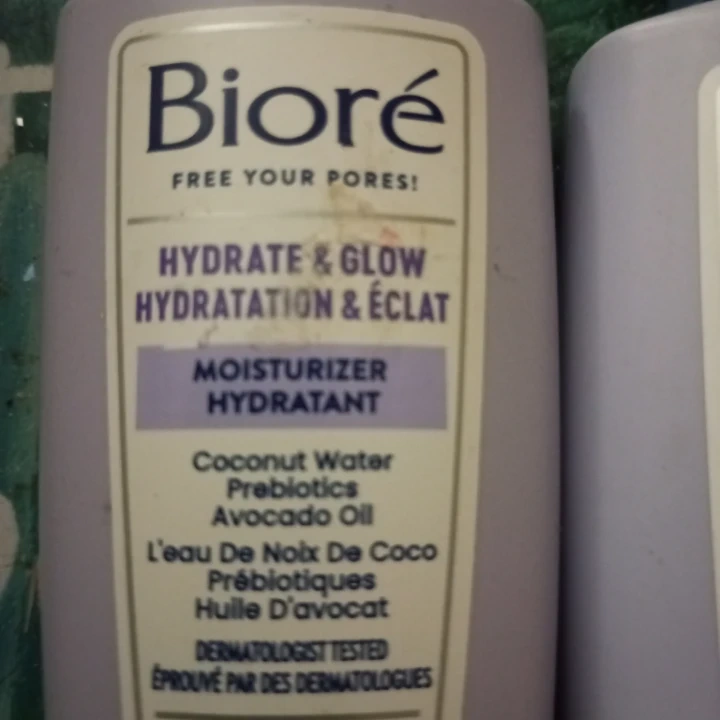 Bioré
FREE YOUR PORES!
HYDRATE & GLOW
HYDRATATION & ÉCLAT
MOISTURIZER
HYDRATANT
Coconut Water
Prebiotics
Avocado Oil
L'eau De Noix De Coco
Prébiotiques
Huile D'avocat
DERMATOLOGIST TESTED
ÉPROUVÉ PAR DES DERMATOLOGUES